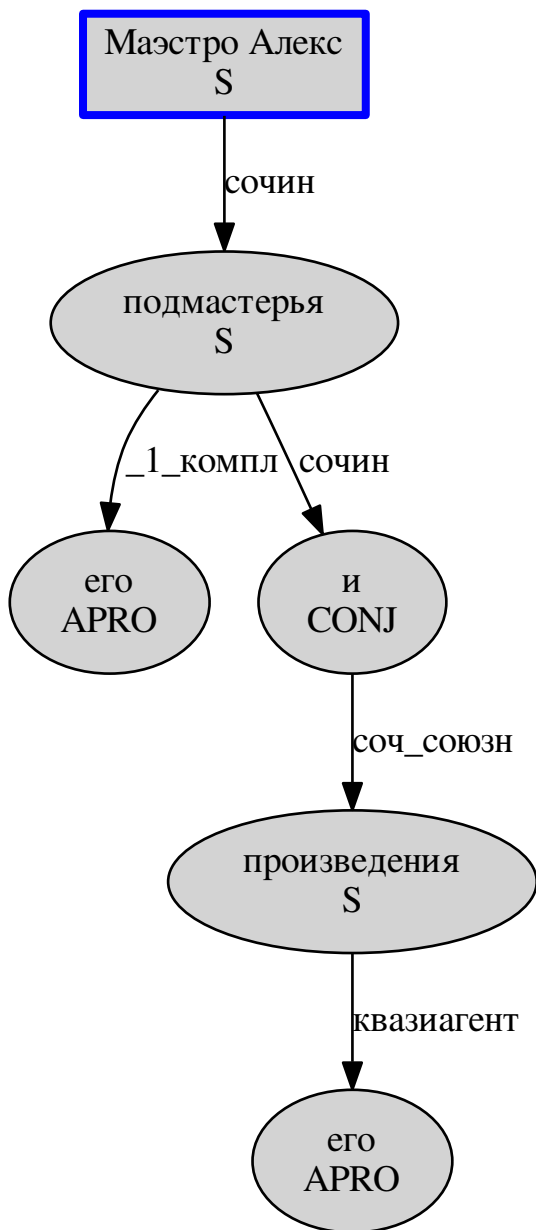 Маэстро Алекс
S
сочин
подмастерья
S
_1_компл
сочин
его
APRO
и
CONJ
соч_союзн
произведения
S
квазиагент
его
APRO